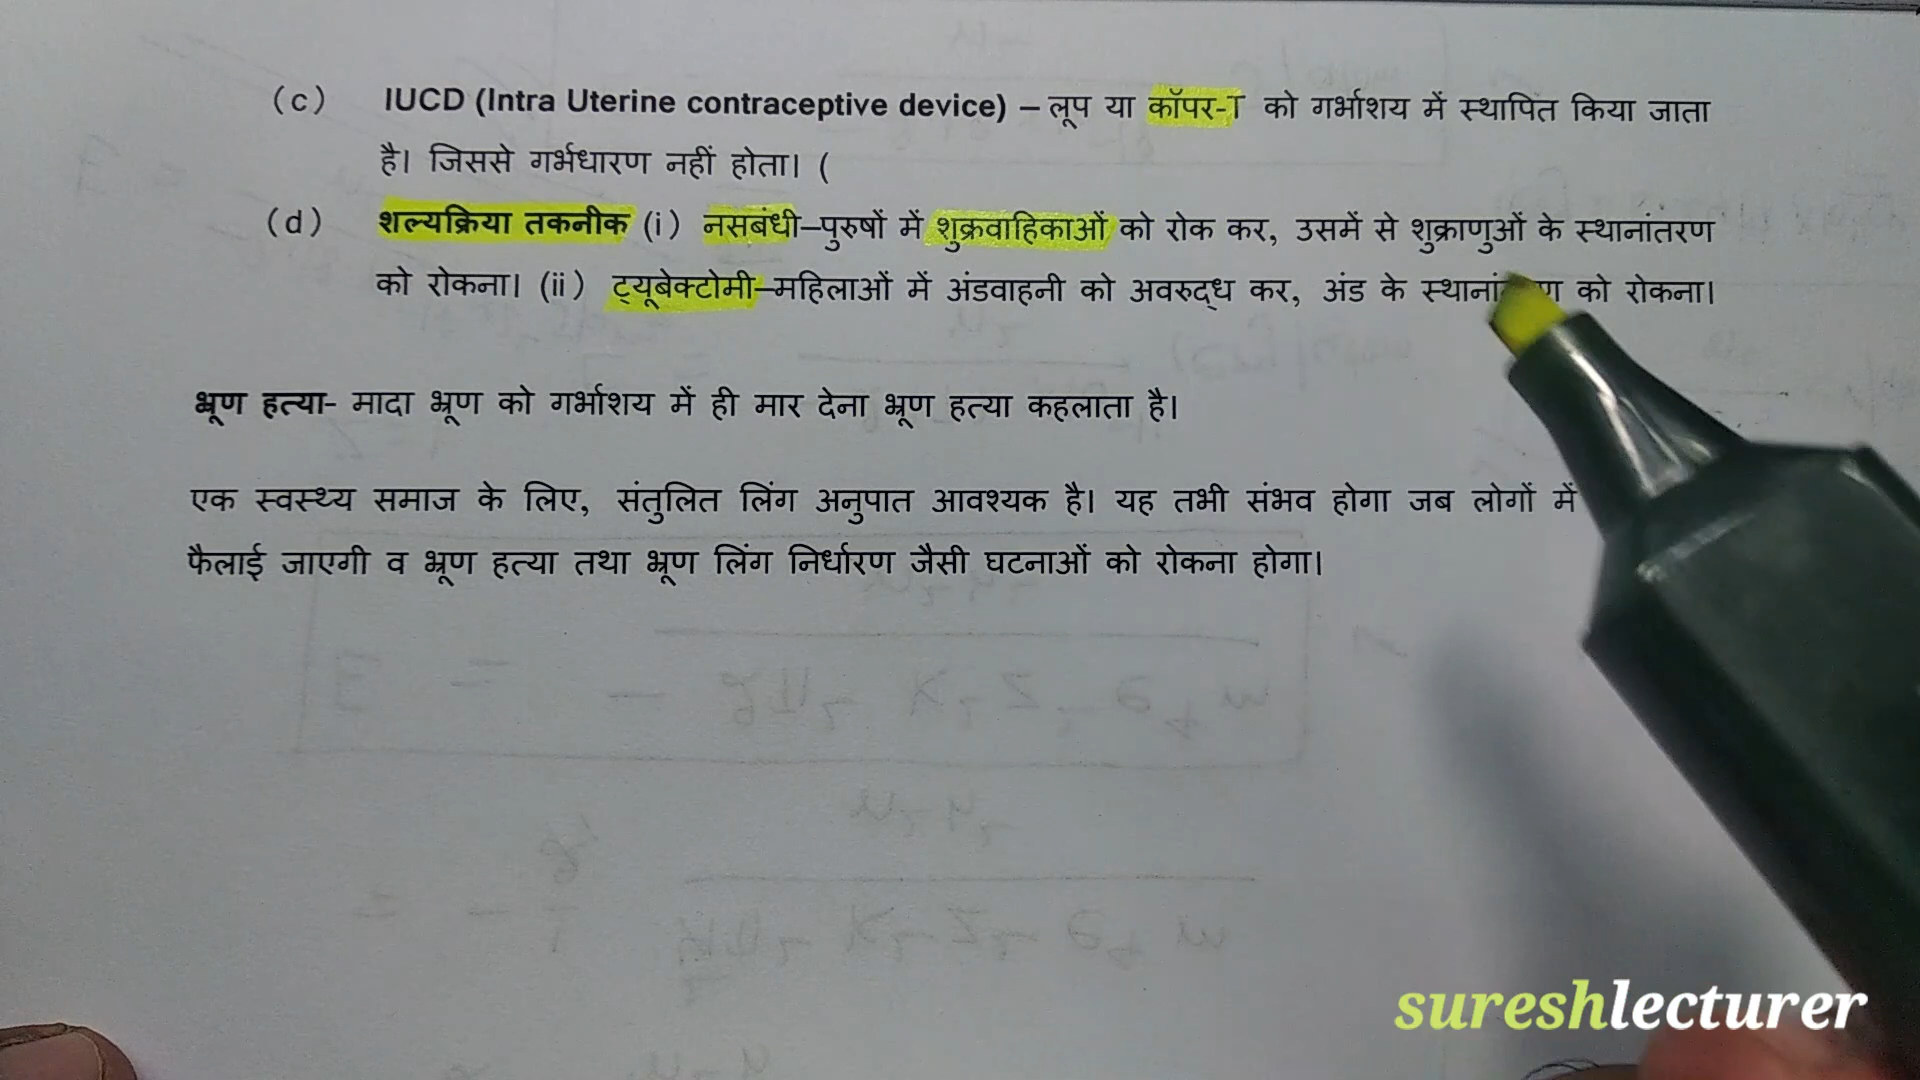 (c) IUCD (Intra Uterine contraceptive device) – लूप या कॉपर-T को गर्भाशय में स्थापित किया जाता
है। जिससे गर्भधारण नहीं होता। (
(d) शल्यक्रिया तकनीक (i) नसबंधी–पुरुषों में शुक्रवाहिकाओं को रोक कर, उसमें से शुक्राणुओं के स्थानांतरण
को रोकना। (ii) ट्यूबेक्टोमी–महिलाओं में अंडवाहनी को अवरुद्ध कर, अंड के को रोकना।
भ्रूण हत्या- मादा भ्रूण को गर्भाशय में ही मार देना भ्रूण हत्या कहलाता है।
एक स्वस्थ्य समाज के लिए, संतुलित लिंग अनुपात आवश्यक है। यह तभी संभव होगा जब लोगों में
फैलाई जाएगी व भ्रूण हत्या तथा भ्रूण लिंग निर्धारण जैसी घटनाओं को रोकना होगा।
sureshlecturer